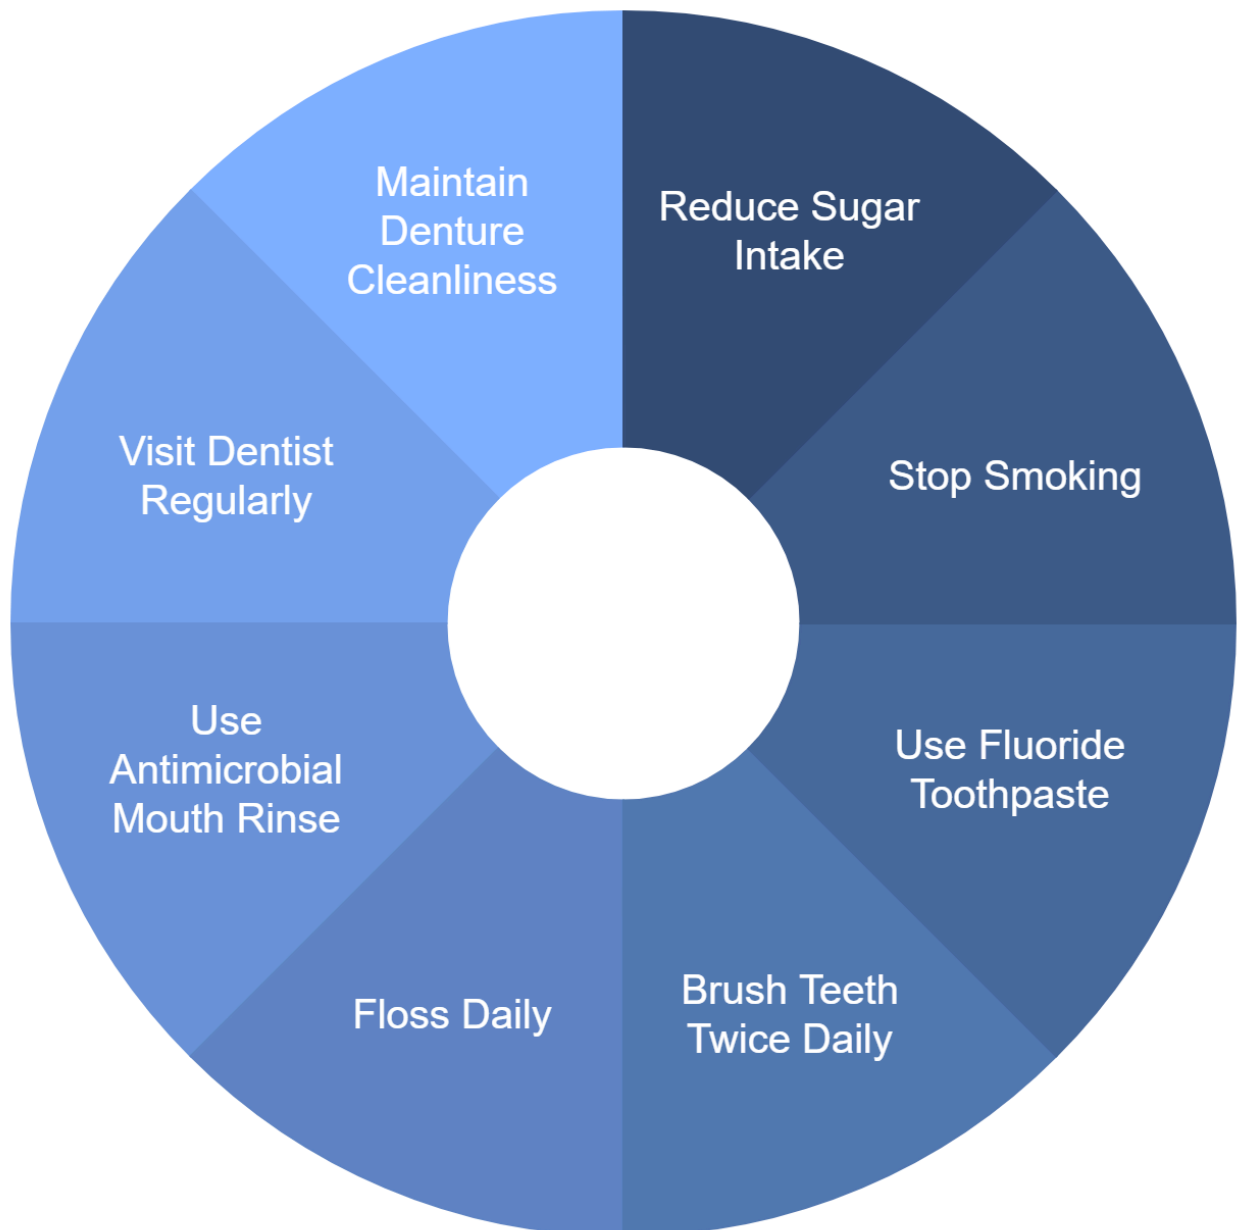 Reduce Sugar
Intake
Stop Smoking
Use Fluoride
Toothpaste
Brush Teeth
Twice Daily
Floss Daily
Use
Antimicrobial
Mouth Rinse
Visit Dentist
Regularly
Maintain
Denture
Cleanliness